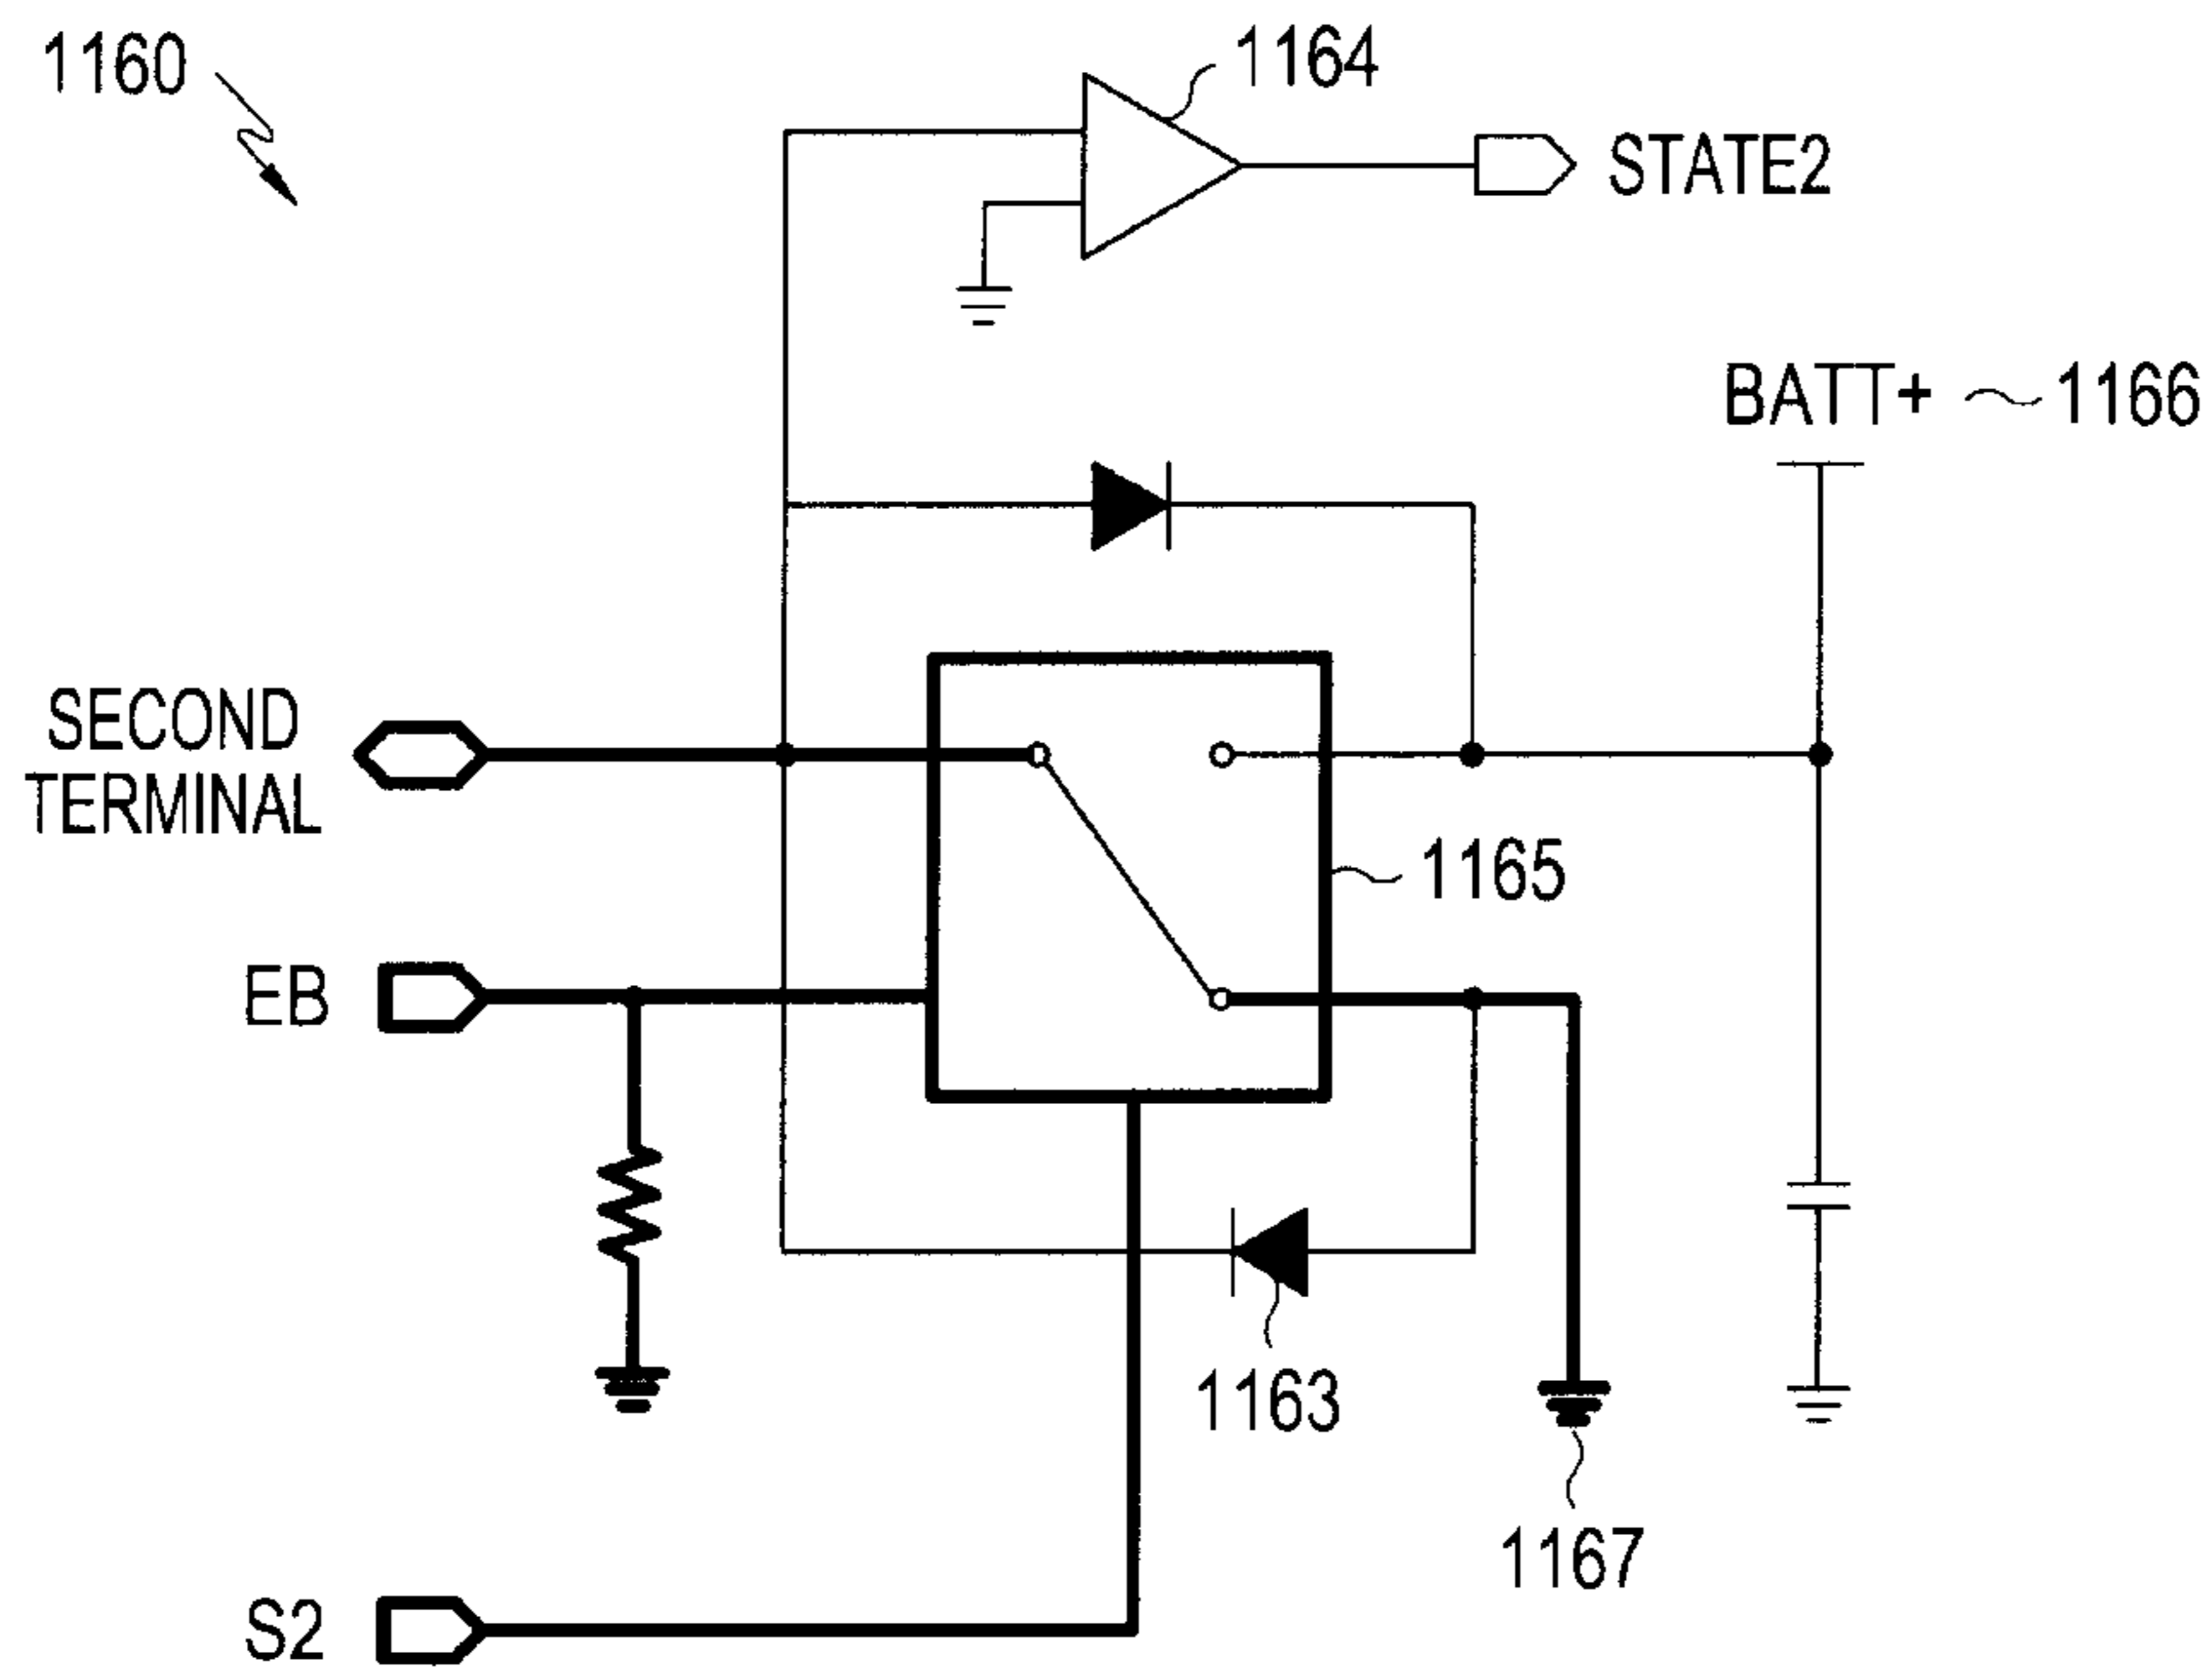 1160
1164
STATE2
BATT+
1166
SECOND
TERMINAL
1165
EB
1163
1167
S2